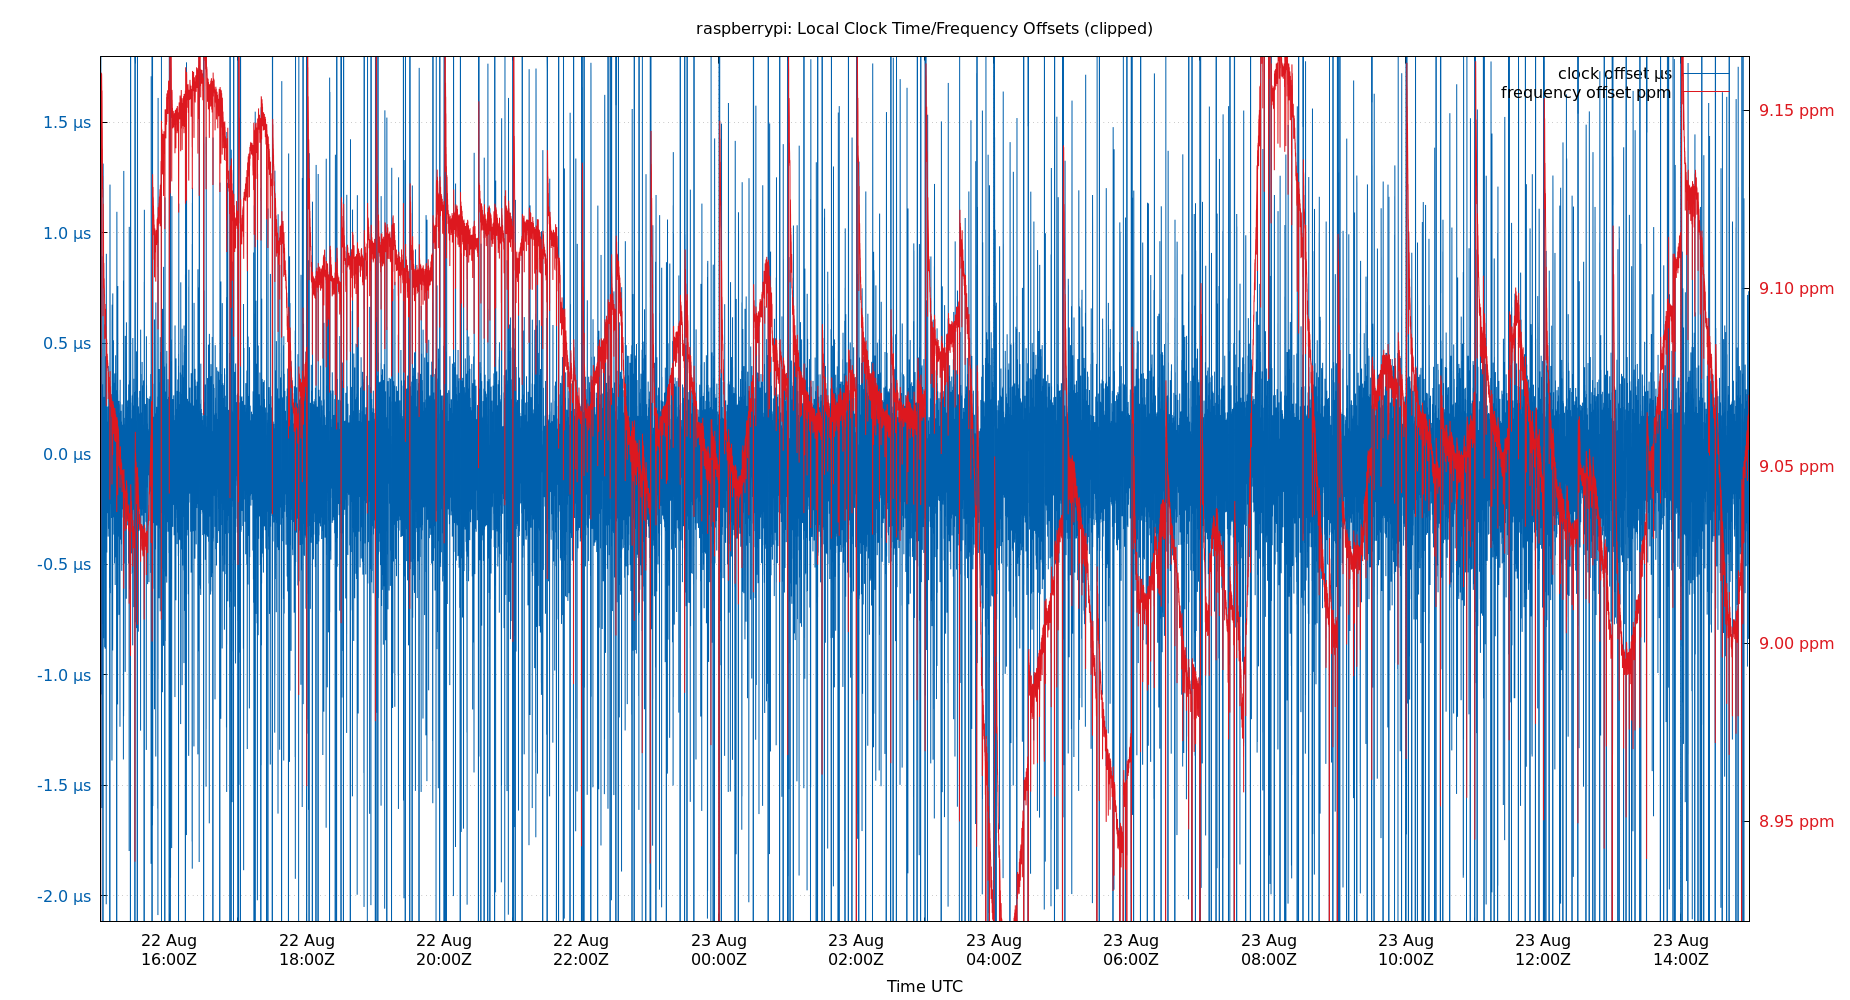 raspberrypi: Local Clock Time/Frequency Offsets (clipped)
clock offset µs
frequency offset ppm
1.5 µs
1.0 µs
0.5 µs
0.0 µs
-0.5 µs
-1.0 µs
-1.5 µs
-2.0 µs
9.15 ppm
9.10 ppm
9.05 ppm
9.00 ppm
8.95 ppm
22 Aug 22 Aug 22 Aug 22 Aug 23 Aug 23 Aug 23 Aug 23 Aug 23 Aug 23 Aug 23 Aug 23 Aug
16:00Z 18:00Z 20:00Z 22:00Z 00:00Z 02:00Z 04:00Z 06:00Z 08:00Z 10:00Z 12:00Z 14:00Z
Time UTC